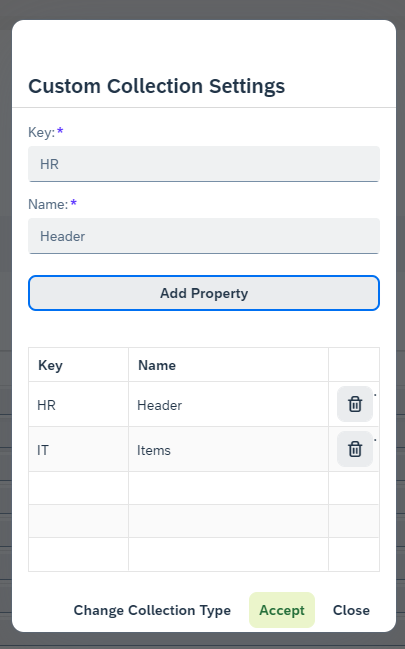 Custom Collection Settings
Key:*
HR
Name:*
Header
Add Property
Key Name
HR Header
IT Items
Change Collection Type Accept Close